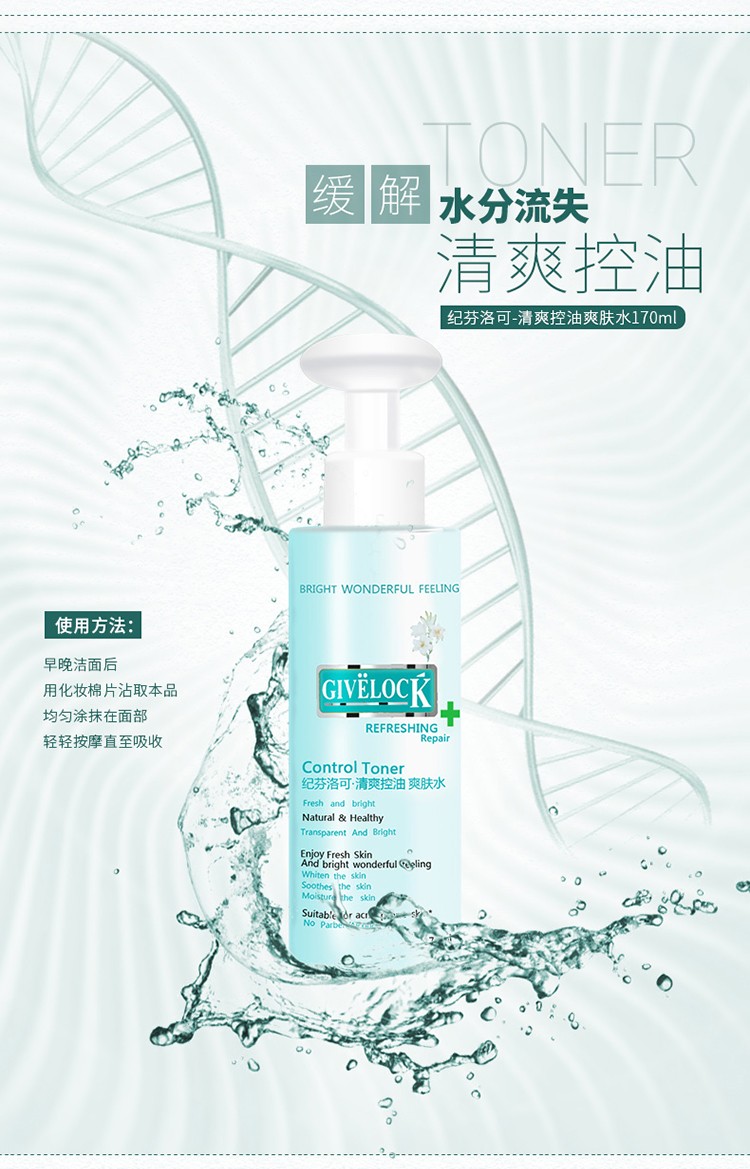 TONER
缓解 水分流失
清爽控油
纪芬洛可-清爽控油爽肤水170ml
BRIGHT WONDERFUL FEELING
GIVËLOCḰ
REFRESHING
Repair
Control Toner
纪芬洛可·清爽控油 爽肤水
Fresh and bright
Natural & Healthy
Transparent And Bright
Enjoy Fresh Skin
And bright wonderful feeling
Whiten the skin
Soothes the skin
Moisture the skin
Suitable for
No
使用方法:
早晚洁面后
用化妆棉片沾取本品
均匀涂抹在面部
轻轻按摩直至吸收